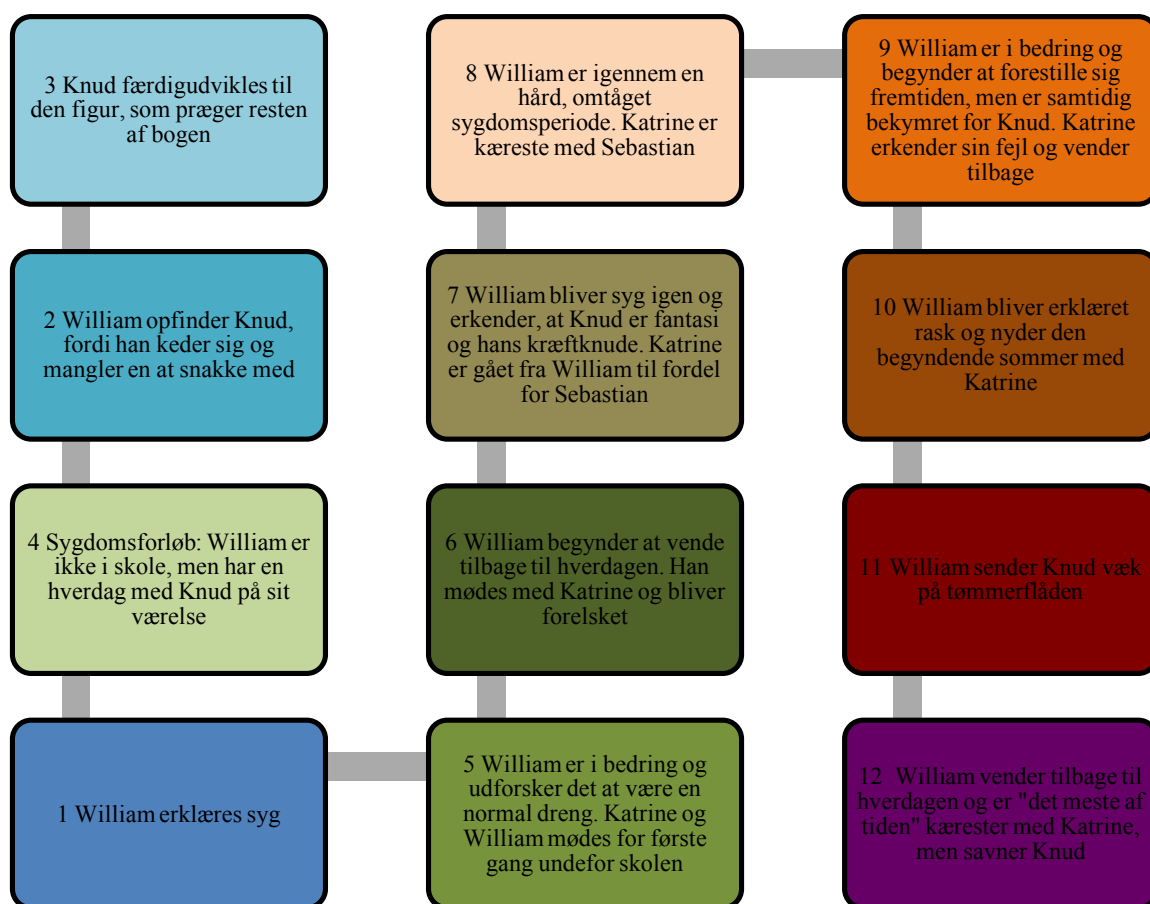 3 Knud færdigudvikles til
den figur, som præger resten
af bogen
2 William opfinder Knud,
fordi han keder sig og
mangler en at snakke med
4 Sygdomsforløb: William er
ikke i skole, men har en
hverdag med Knud på sit
værelse
1 William erklæres syg
8 William er igennem en
hård, omtåget
sygdomsperiode. Katrine er
kæreste med Sebastian
7 William bliver syg igen og
erkender, at Knud er fantasi
og hans kræftknude. Katrine
er gået fra William til fordel
for Sebastian
6 William begynder at vende
tilbage til hverdagen. Han
mødes med Katrine og bliver
forelsket
5 William er i bedring og
udforsker det at være en
normal dreng. Katrine og
William mødes for første
gang undefor skolen
9 William er i bedring og
begynder at forestille sig
fremtiden, men er samtidig
bekymret for Knud. Katrine
erkender sin fejl og vender
tilbage
10 William bliver erklæret
rask og nyder den
begyndende sommer med
Katrine
11 William sender Knud væk
på tømmerflåden
12 William vender tilbage til
hverdagen og er "det meste af
tiden" kærester med Katrine,
men savner Knud